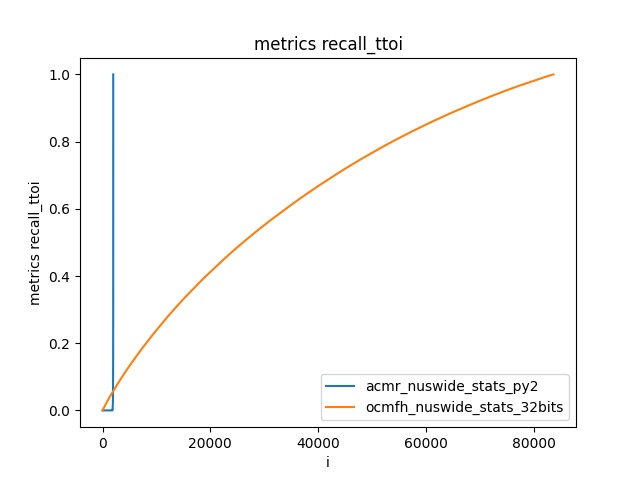 metrics recall_ttoi
metrics recall_ttoi
1.0
0.8
0.6
0.4
0.2
0.0
0
20000
40000
60000
80000
i
acmr_nuswide_stats_py2
ocmfh_nuswide_stats_32bits